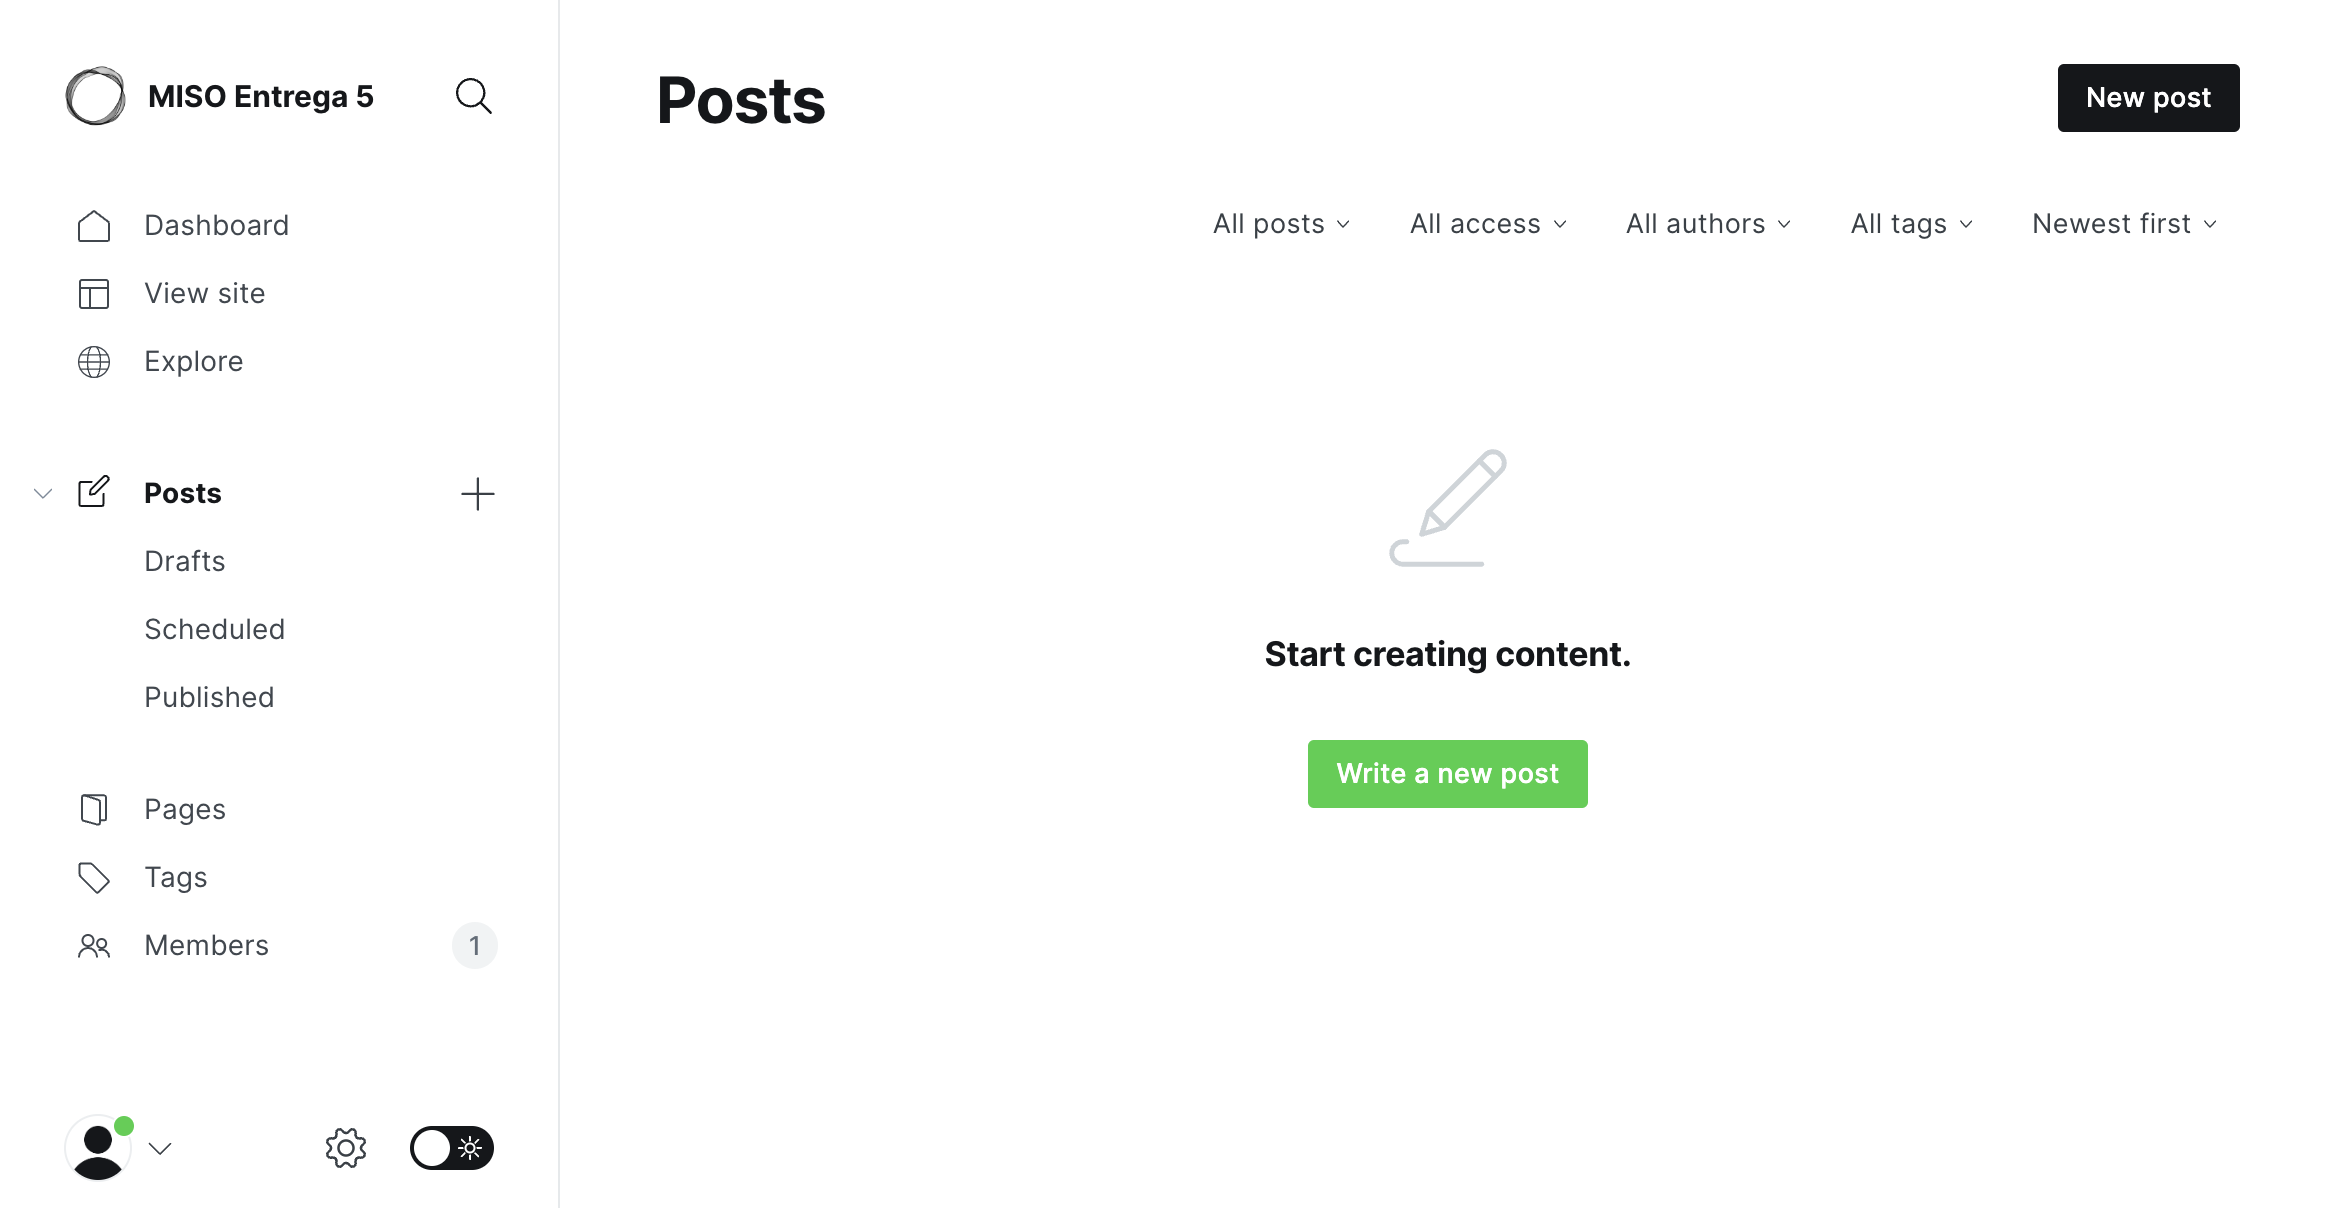 MISO Entrega 5
Dashboard
View site
Explore
Posts
Drafts
Scheduled
Published
Pages
Tags
Members 1
Posts
New post
All posts All access All authors All tags Newest first
Start creating content.
Write a new post